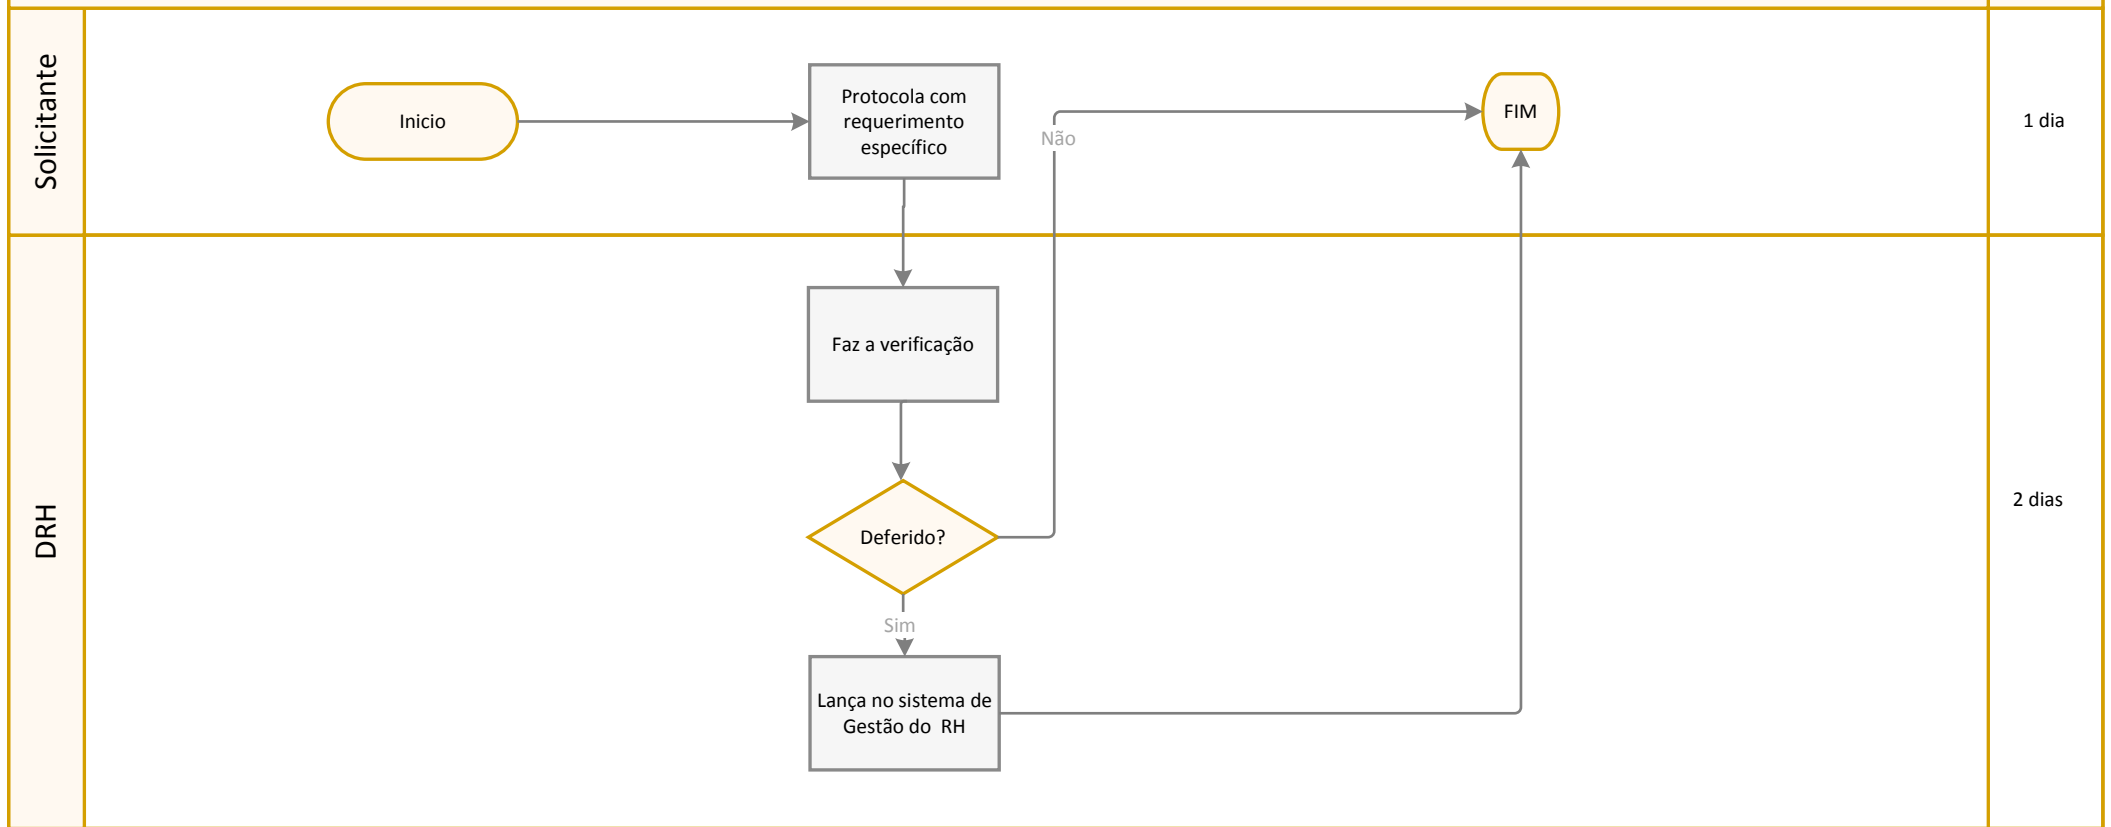 Solicitante
Inicio
Protocola com
requerimento
específico
Não
FIM
1 dia
DRH
Faz a verificação
Deferido?
Sim
Lança no sistema de
Gestão do  RH
2 dias